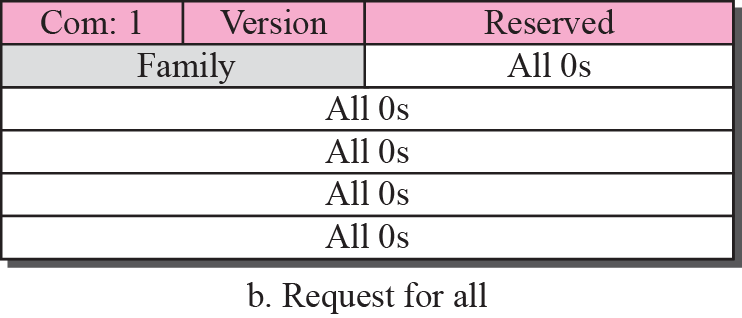 Com: 1 Version Reserved
Family All 0s
All 0s
All 0s
All 0s
All 0s
b. Request for all